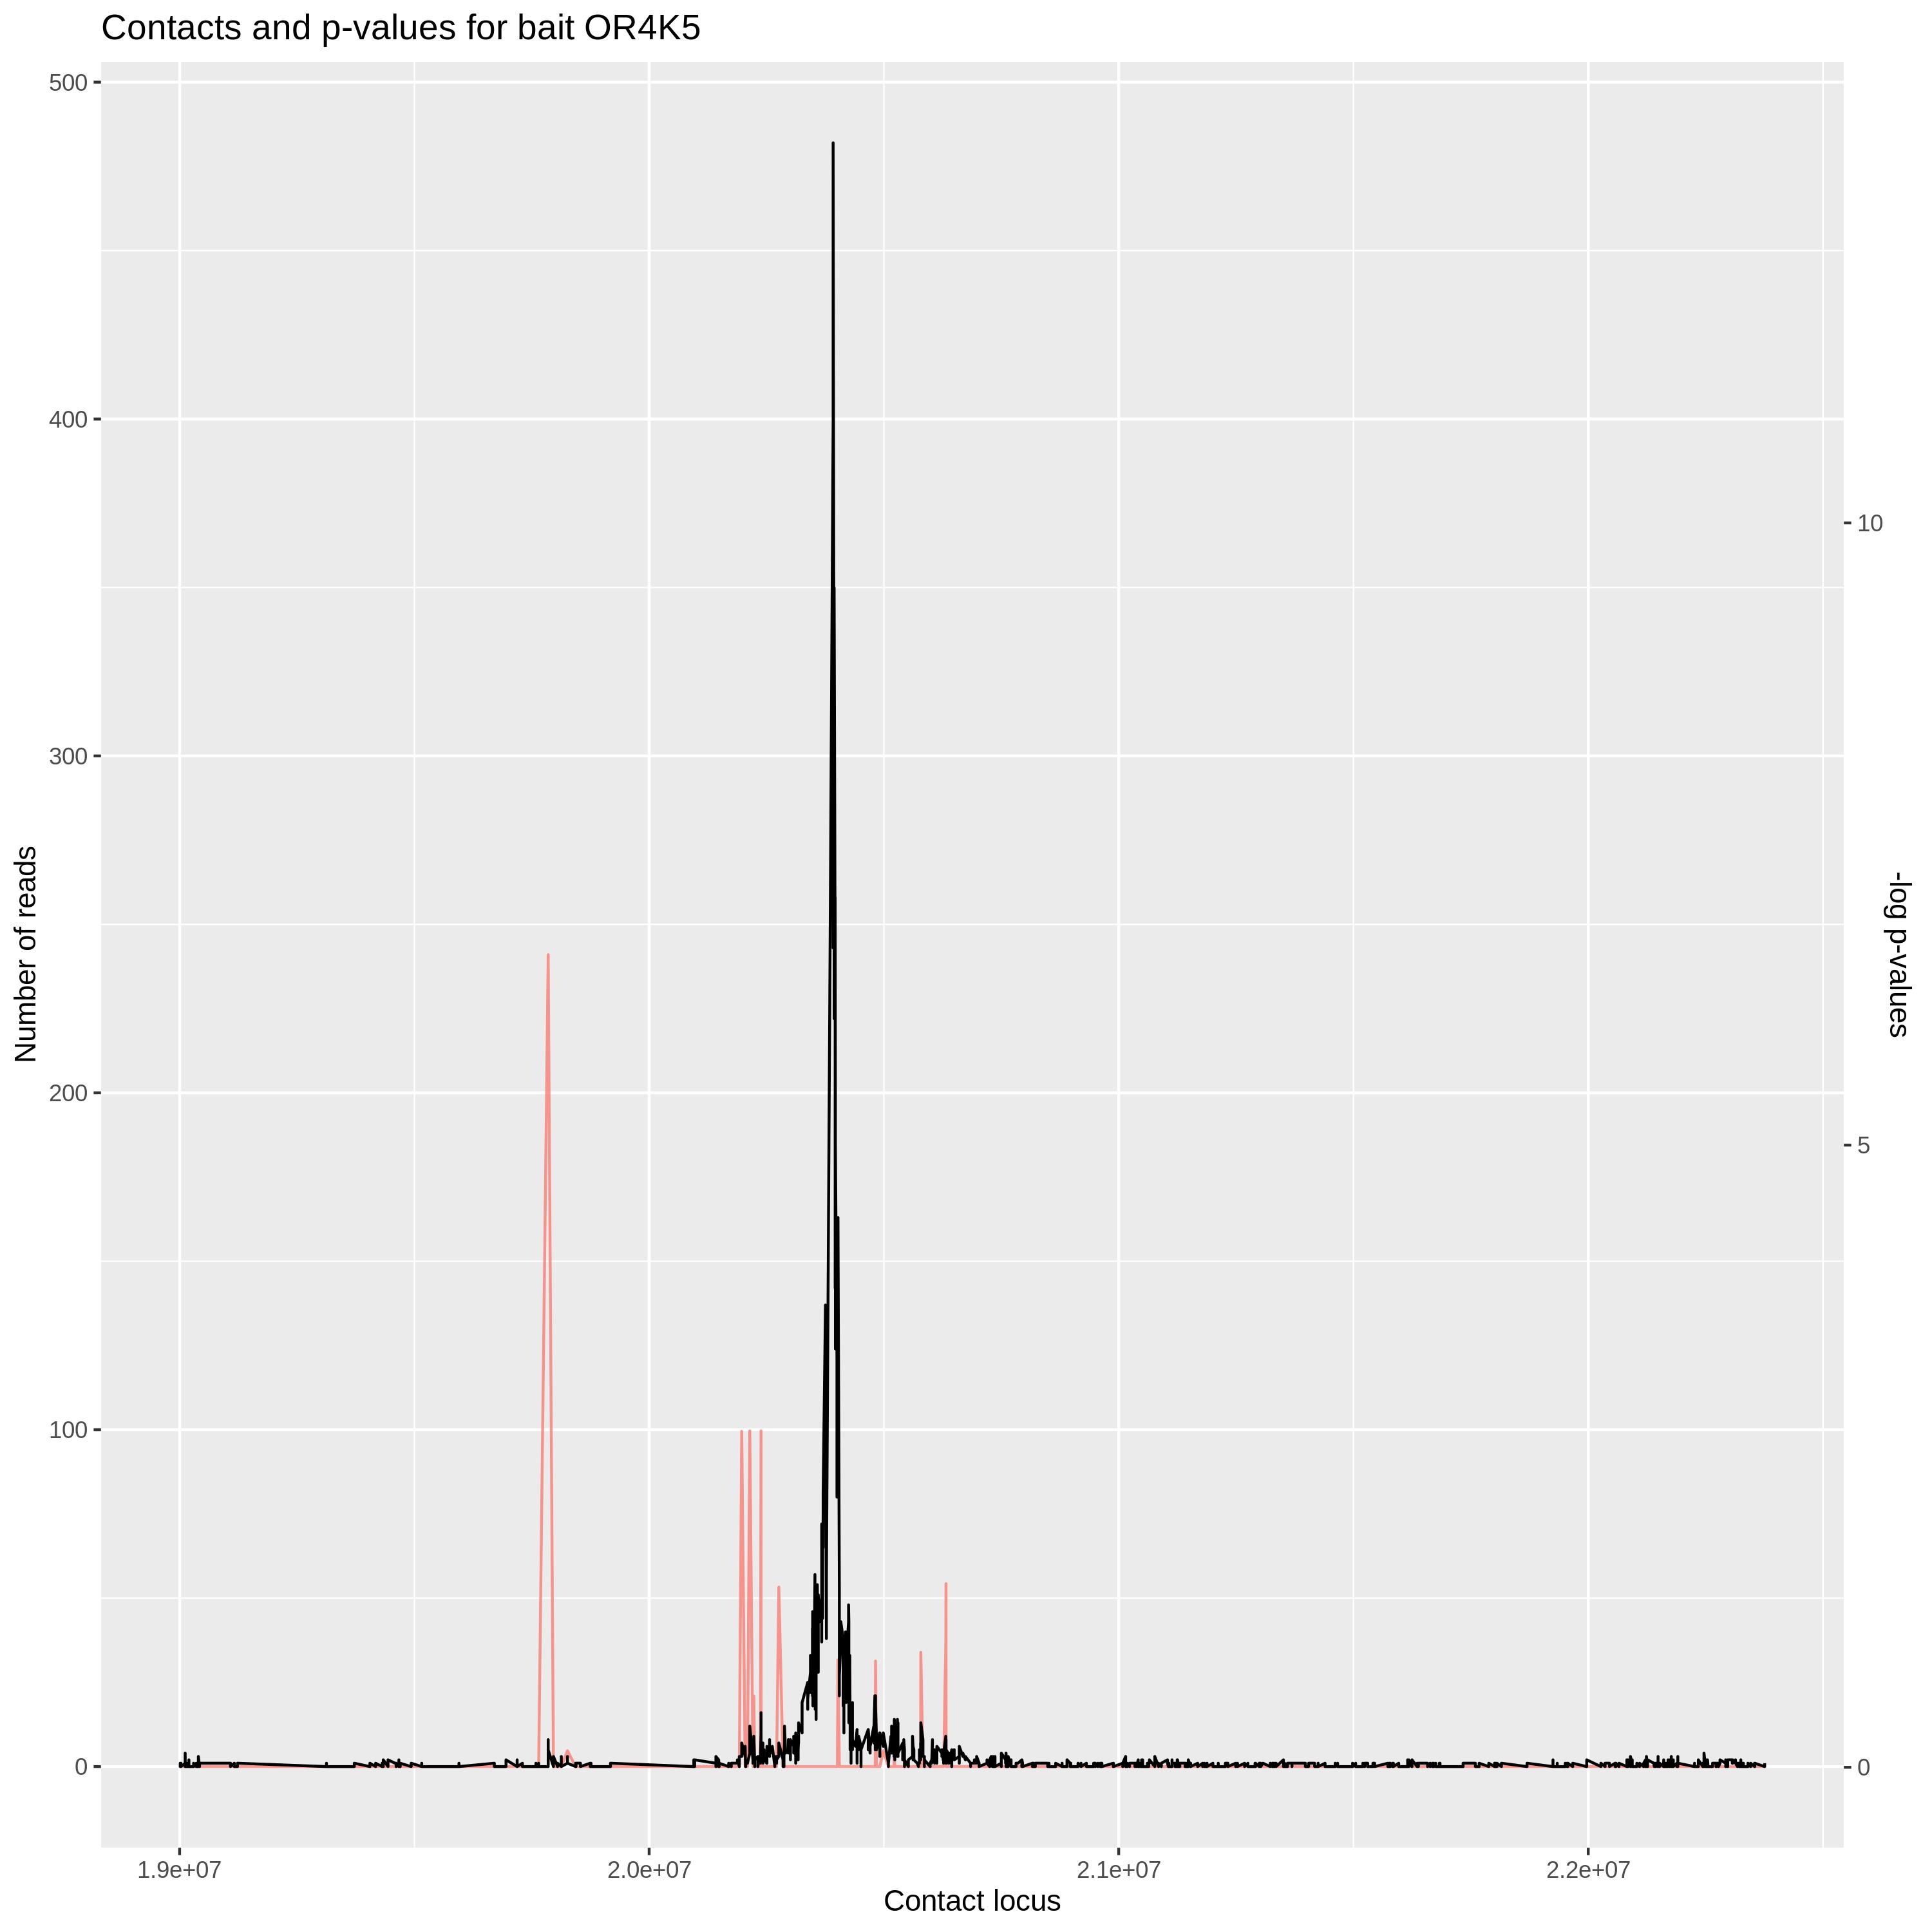 Contacts and p-values for bait OR4K5
500
400
300
200
100
0
Number of reads
10
5
0
-log p-values
1.9e+07
2.0e+07
2.1e+07
2.2e+07
Contact locus